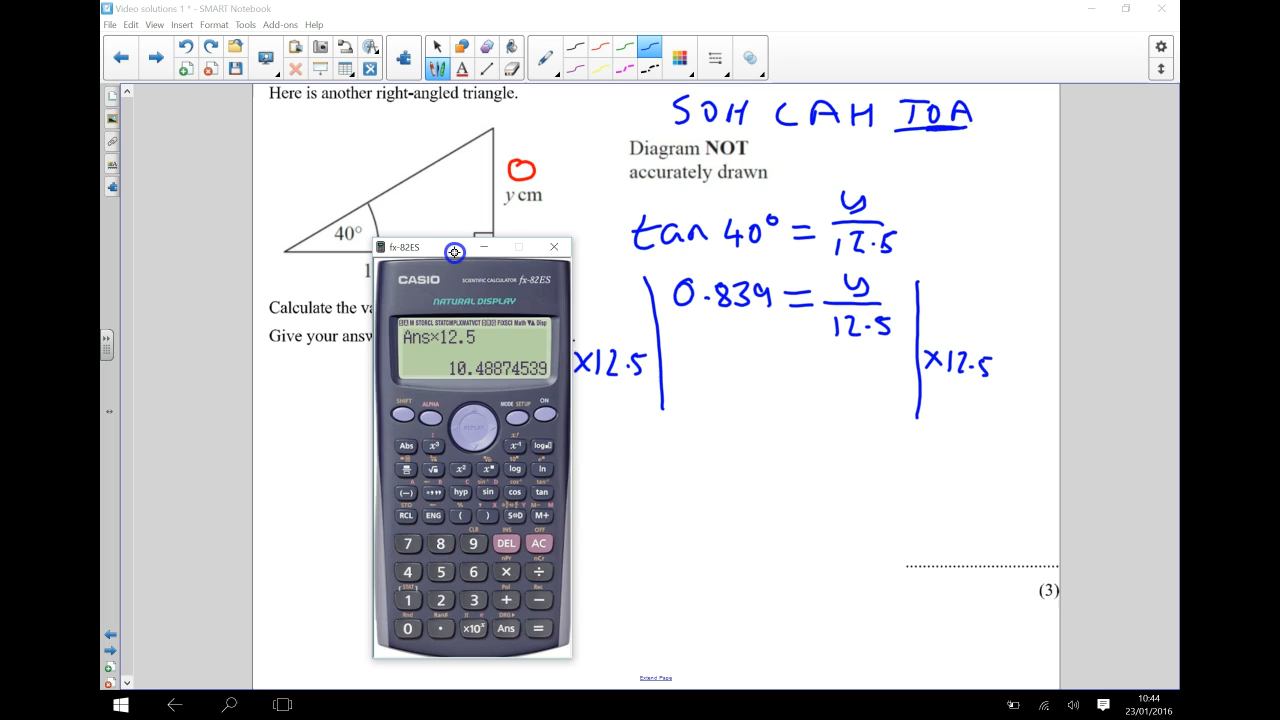 Video solutions 1 * - SMART Notebook
File Edit View Insert Format Tools Add-ons Help
Here is another right-angled triangle.
SOH CAH TOA
Diagram NOT
accurately drawn
O
y cm
40°
tan 40° = y/12.5
0.839 = y/12.5
×12.5
×12.5
Calculate the va
Give your answ
fx-82ES
CASIO
SCIENTIFIC CALCULATOR fx-82ES
NATURAL DISPLAY
Ans×12.5
10.48874539
SHIFT ALPHA MODE SETUP ON
REPLAY
Abs x³ x⁻¹ log
x² log ln
(−) hyp sin cos tan
RCL ENG ( ) S⇔D M+
7 8 9 DEL AC
4 5 6 × ÷
1 2 3 + −
0 . ×10ˣ Ans =
(3)
Extend Page
10:44
23/01/2016